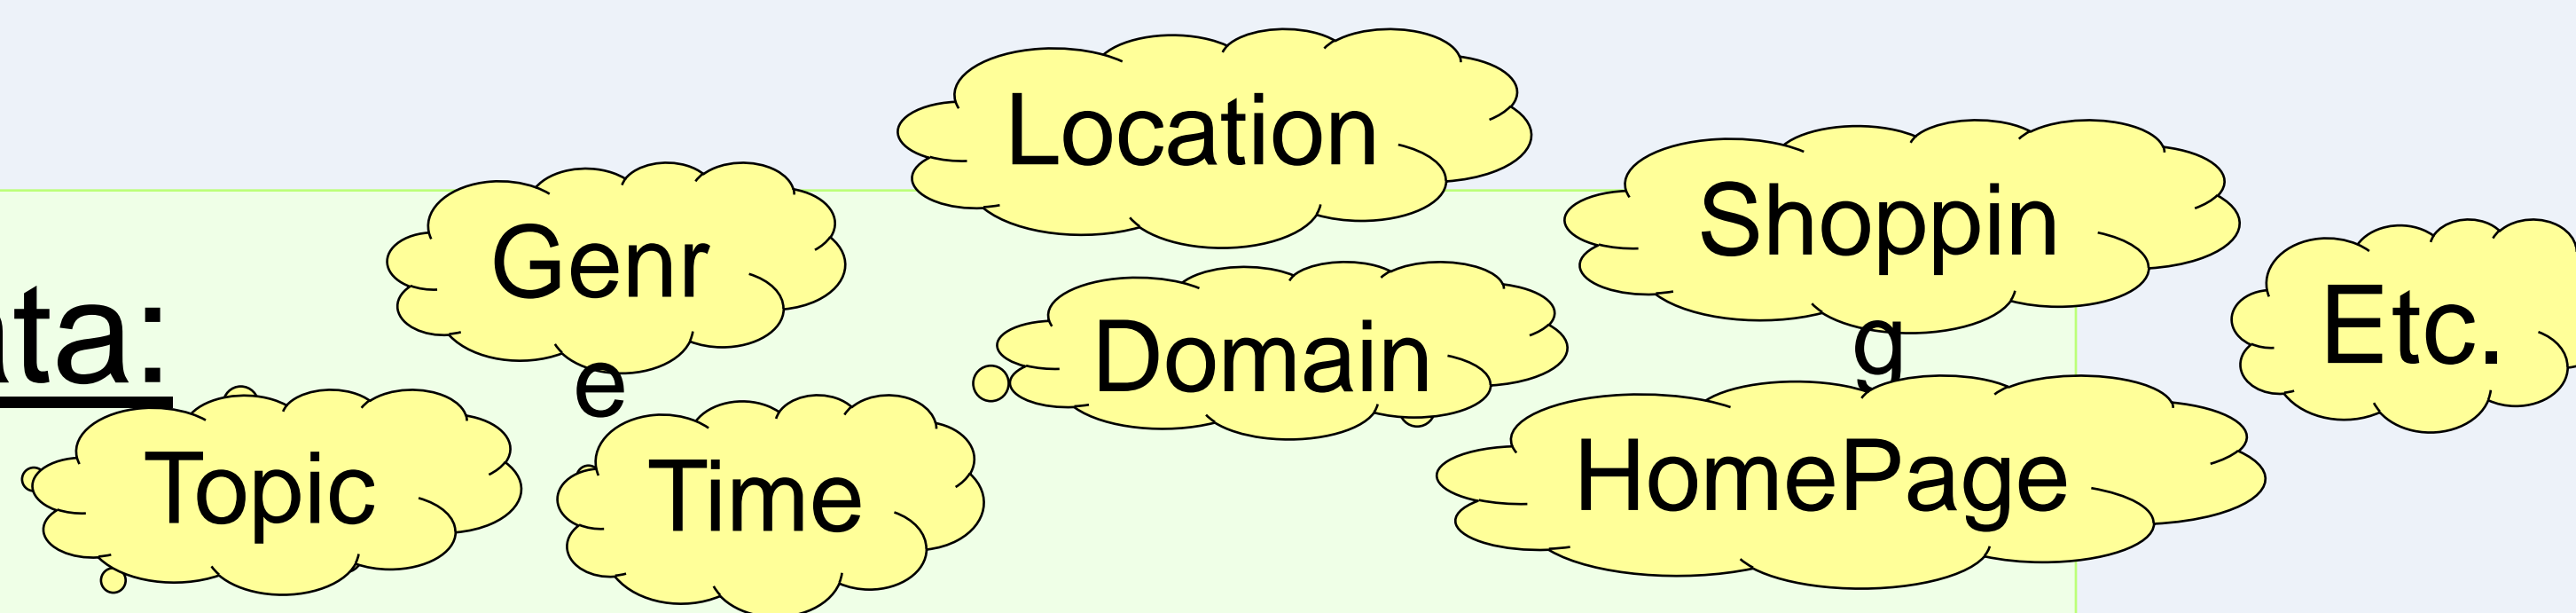 Location
Shoppin
g
Genr
e
Domain
Etc.
ata:
Topic
Time
HomePage